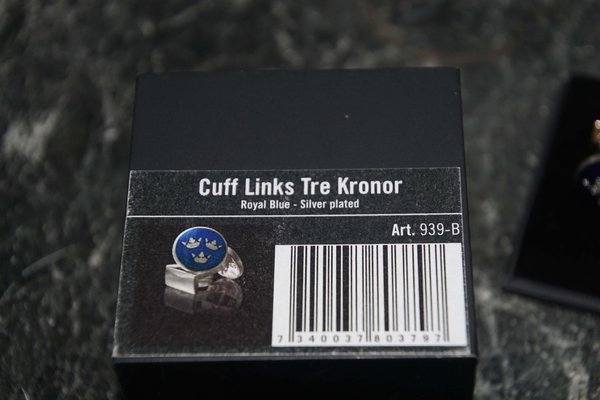 Cuff Links Tre Kronor
Royal Blue - Silver plated
Art. 939-B
7 340037 803797